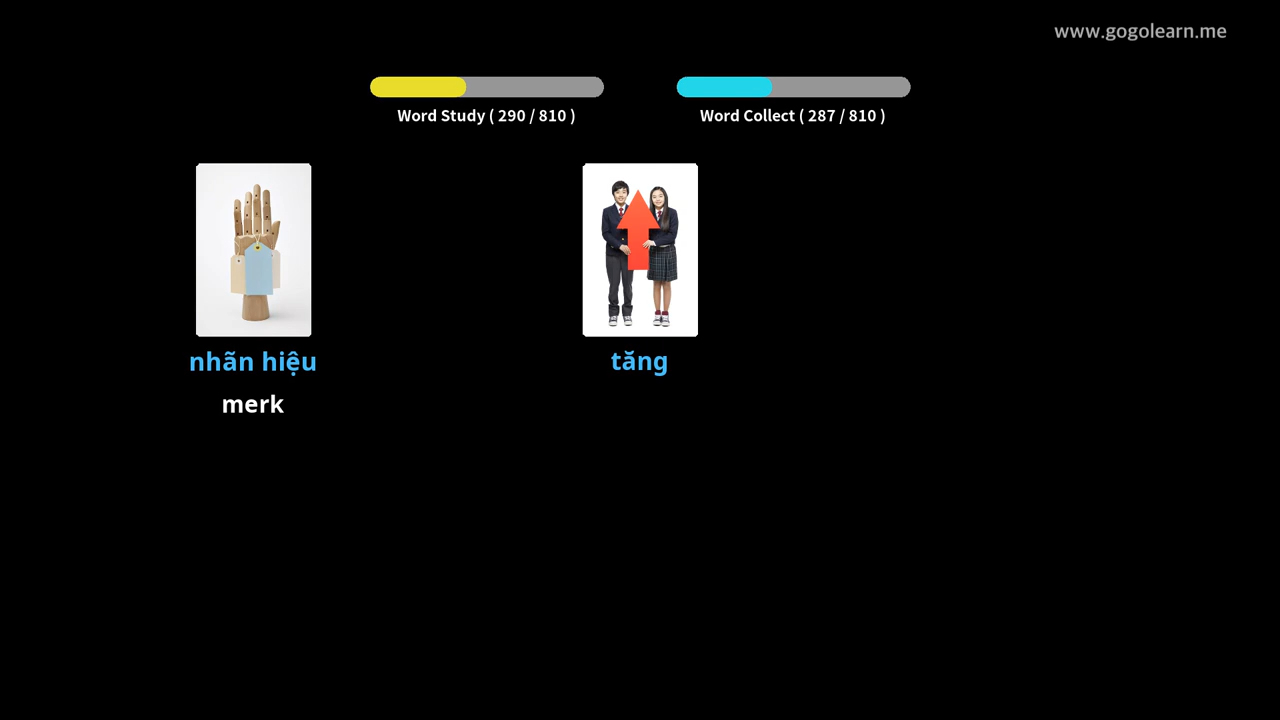 www.gogolearn.me
Word Study ( 290 / 810 )
Word Collect ( 287 / 810 )
nhãn hiệu
merk
tăng